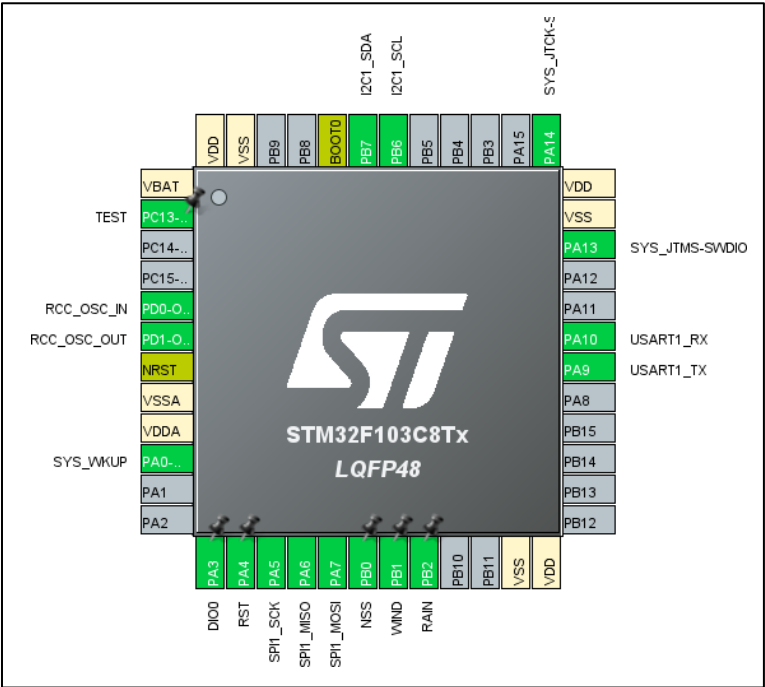 I2C1_SDA
I2C1_SCL
SYS_JTCK-S
VDD
VSS
PB9
PB8
BOOT0
PB7
PB6
PB5
PB4
PB3
PA15
PA14
VBAT
TEST
PC13-..
PC14-..
PC15-..
RCC_OSC_IN
PD0-O..
RCC_OSC_OUT
PD1-O..
NRST
VSSA
VDDA
SYS_WKUP
PA0-..
PA1
PA2
STM32F103C8Tx
LQFP48
VDD
VSS
PA13
SYS_JTMS-SWDIO
PA12
PA11
PA10
USART1_RX
PA9
USART1_TX
PA8
PB15
PB14
PB13
PB12
PA3
PA4
PA5
PA6
PA7
PB0
PB1
PB2
PB10
PB11
VSS
VDD
DIO0
RST
SPI1_SCK
SPI1_MISO
SPI1_MOSI
NSS
WIND
RAIN